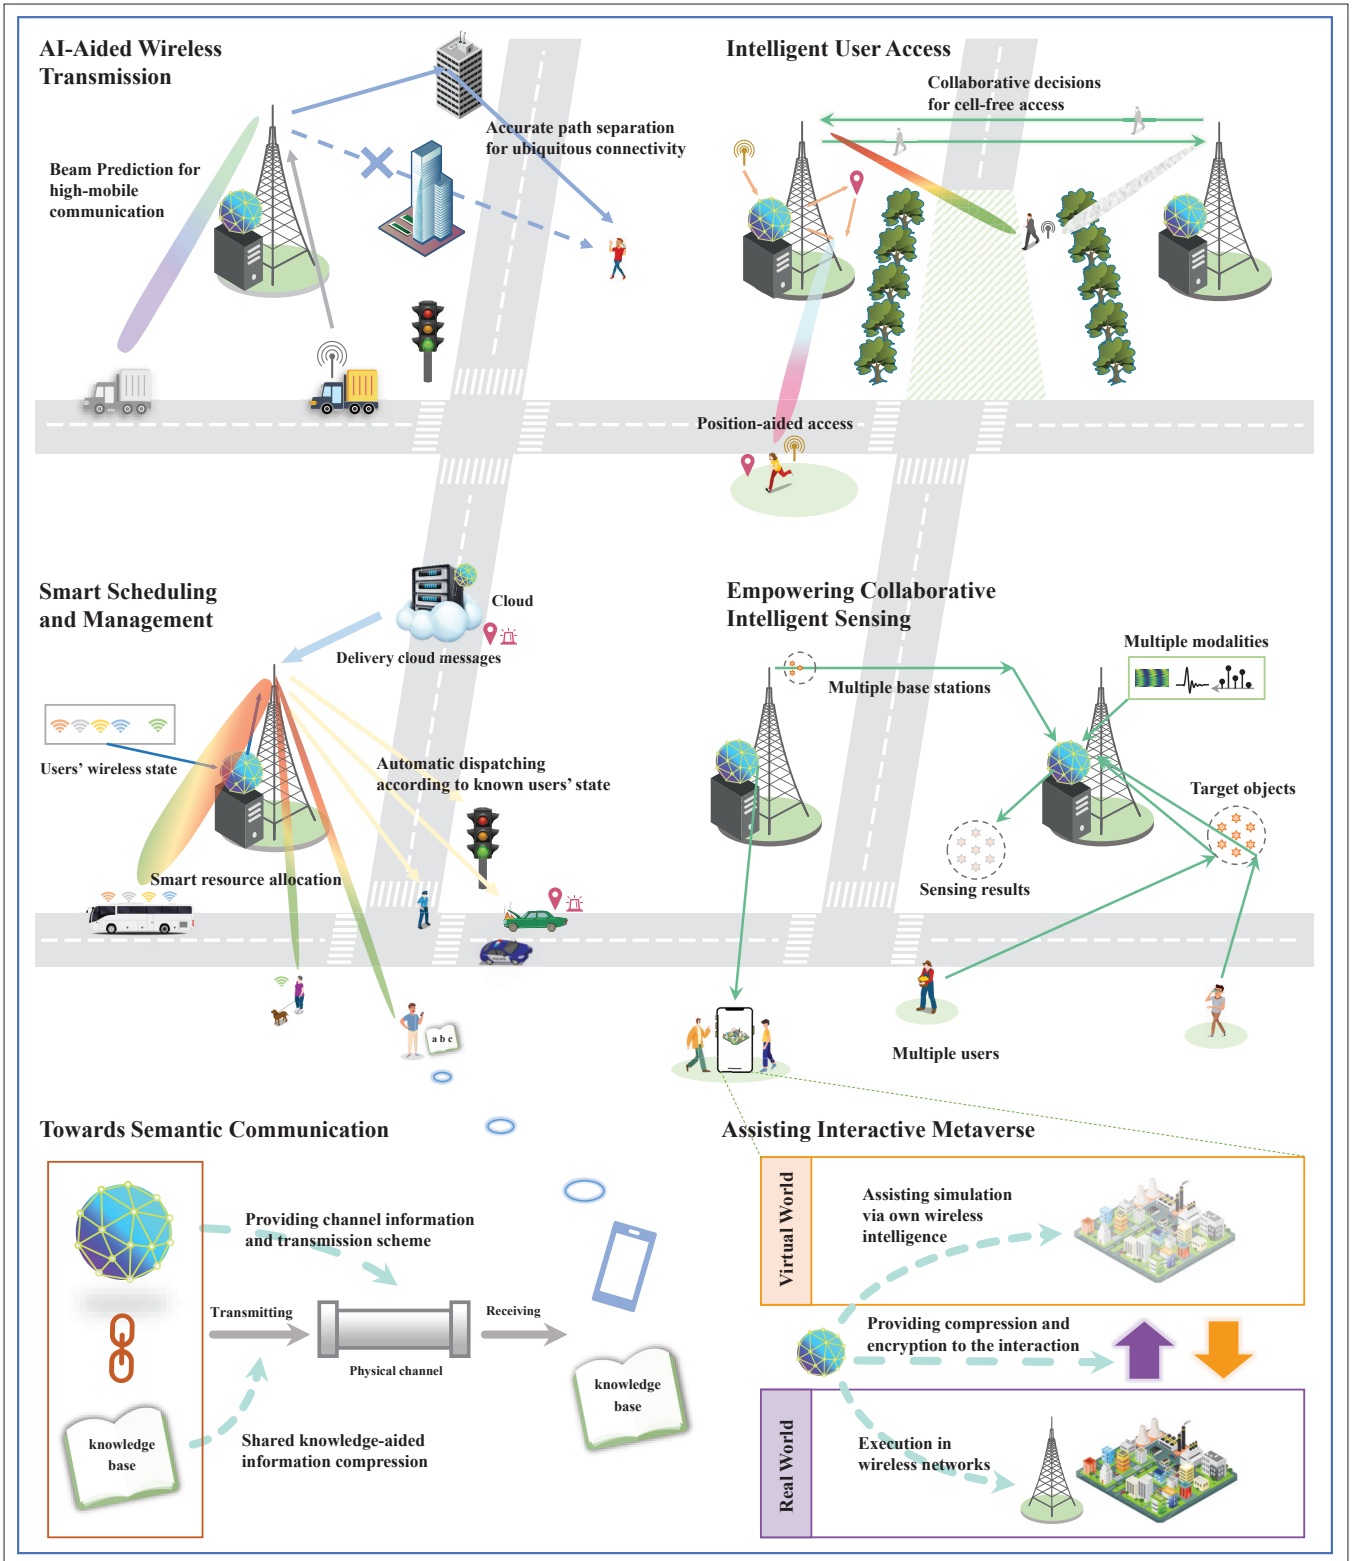 AI-Aided Wireless
Transmission
Accurate path separation
for ubiquitous connectivity
Beam Prediction for
high-mobile
communication
Intelligent User Access
Collaborative decisions
for cell-free access
Position-aided access
Smart Scheduling
and Management
Cloud
Delivery cloud messages
Users’ wireless state
Automatic dispatching
according to known users’ state
Smart resource allocation
a b c
Empowering Collaborative
Intelligent Sensing
Multiple modalities
Multiple base stations
Target objects
Sensing results
Multiple users
Towards Semantic Communication
Providing channel information
and transmission scheme
Transmitting
Receiving
Physical channel
knowledge
base
knowledge
base
Shared knowledge-aided
information compression
Assisting Interactive Metaverse
Virtual World
Assisting simulation
via own wireless
intelligence
Providing compression and
encryption to the interaction
Real World
Execution in
wireless networks